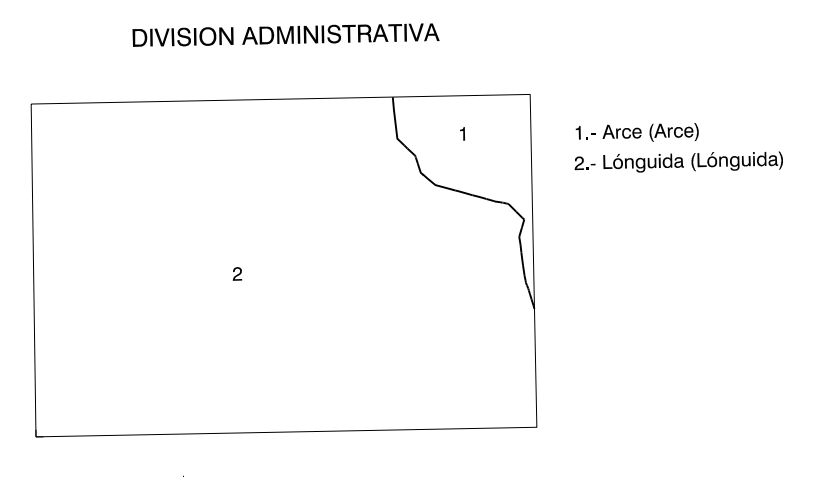 DIVISION ADMINISTRATIVA
1
1.- Arce (Arce)
2.- Lónguida (Lónguida)
2